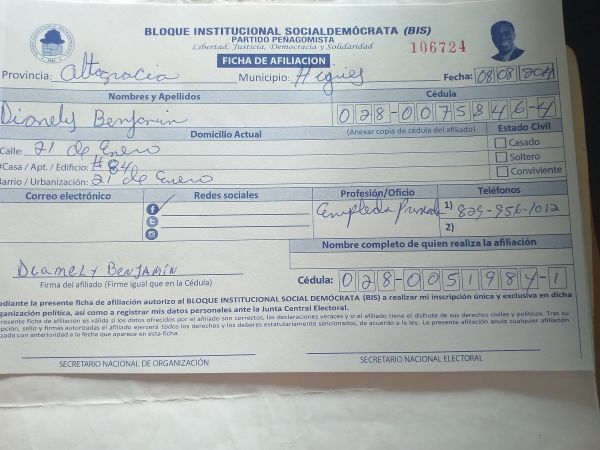 BLOQUE INSTITUCIONAL SOCIALDEMÓCRATA (BIS)
PARTIDO PEÑAGOMISTA
Libertad, Justicia, Democracia y Solidaridad
106724
FICHA DE AFILIACION
Provincia: Altagracia Municipio: Higüey Fecha: 08/08/2011
Nombres y Apellidos Cédula
Dianely Benjamin 028-0075846-4
Domicilio Actual (Anexar copia de cédula del afiliado) Estado Civil
Calle: 21 de Enero Casado
#Casa / Apt. / Edificio: #84 Soltero
Barrio / Urbanización: 21 de Enero Conviviente
Correo electrónico Redes sociales Profesión/Oficio Teléfonos
Empleda Privada 1) 829-956-1012
2)
Nombre completo de quien realiza la afiliación
Dianely Benjamín
Firma del afiliado (Firme igual que en la Cédula) Cédula: 028-0051984-1
ediante la presente ficha de afiliación autorizo al BLOQUE INSTITUCIONAL SOCIAL DEMÓCRATA (BIS) a realizar mi inscripción única y exclusiva en dicha
ganización política, así como a registrar mis datos personales ante la Junta Central Electoral.
presente ficha de afiliación es válida si los datos ofrecidos por el afiliado son correctos, las declaraciones veraces y si el afiliado tiene el disfrute de sus derechos civiles y políticos. Tras su
pción, sello y firmas autorizadas el afiliado ejercerá todos los derechos y los deberes estatutariamente sancionados, de acuerdo a la ley. La presente afiliación anula cualquier afiliación
zada con anterioridad a la fecha que aparece en esta ficha.
SECRETARIO NACIONAL DE ORGANIZACIÓN SECRETARIO NACIONAL ELECTORAL